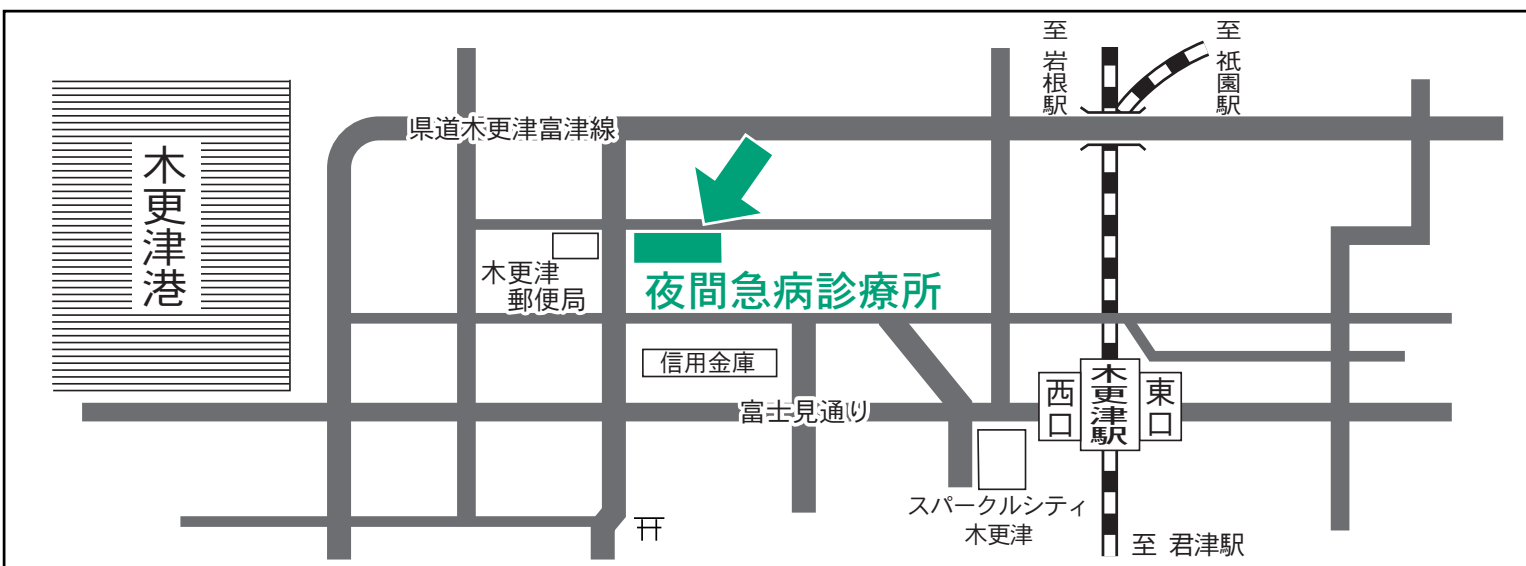 至 岩根駅
至 祇園駅
県道木更津富津線
木更津港
木更津
郵便局
夜間急病診療所
信用金庫
西口
木更津駅
東口
富士見通り
スパークルシティ
木更津
至 君津駅